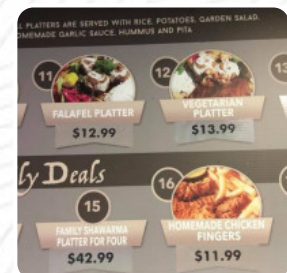 L PLATTERS ARE SERVED WITH RICE, POTATOES, GARDEN SALAD,
OMEMADE GARLIC SAUCE, HUMMUS AND PITA
11
12
13
FALAFEL PLATTER
$12.99
VEGETARIAN
PLATTER
$13.99
ly Deals
15
16
FAMILY SHAWARMA
PLATTER FOR FOUR
$42.99
HOMEMADE CHICKEN
FINGERS
$11.99